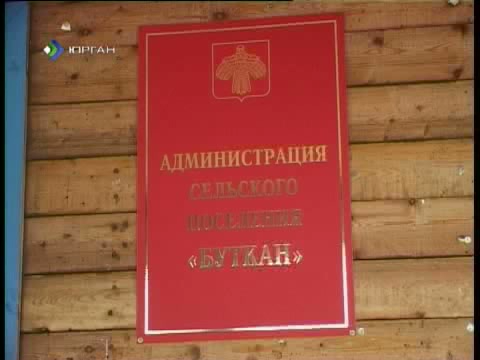 ЮРГАН
АДМИНИСТРАЦИЯ
СЕЛЬСКОГО
ПОСЕЛЕНИЯ
«БУТКАН»